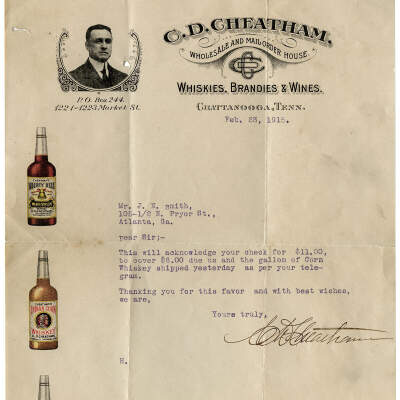 C. D. CHEATHAM,
WHOLESALE AND MAIL ORDER HOUSE
WHISKIES, BRANDIES & WINES.
P.O. Box 244.
1221-1223 Market St.
CHATTANOOGA, TENN.
Feb. 23, 1915.
Mr. J. N. Smith,
105-1/2 N. Pryor St.,
Atlanta, Ga.
Dear Sir:-
This will acknowledge your check for $11.00,
to cover $8.00 due us and the gallon of Corn
Whiskey shipped yesterday as per your tele-
gram.
Thanking you for this favor and with best wishes,
we are,
Yours truly,
C D Cheatham
H.
WHISKEY